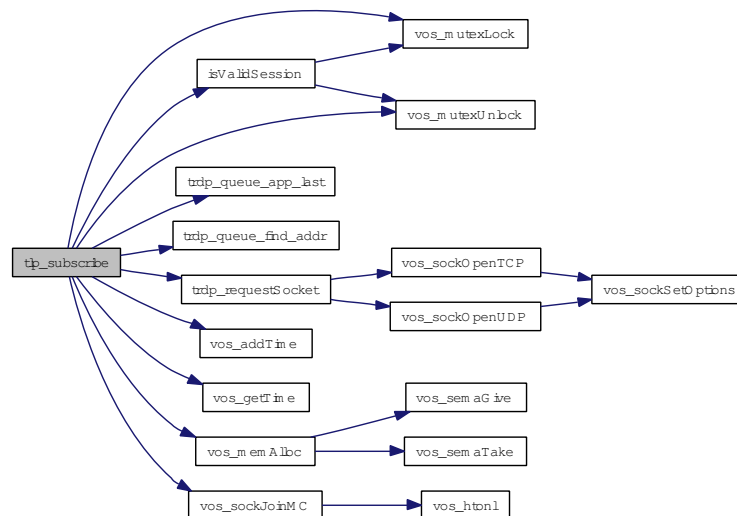 vos_mutexLock
isValidSession
vos_mutexUnlock
trdp_queue_app_last
trdp_queue_find_addr
tlp_subscribe
vos_sockOpenTCP
trdp_requestSocket
vos_sockSetOptions
vos_sockOpenUDP
vos_addTime
vos_getTime
vos_semaGive
vos_memAlloc
vos_semaTake
vos_sockJoinMC
vos_htonl